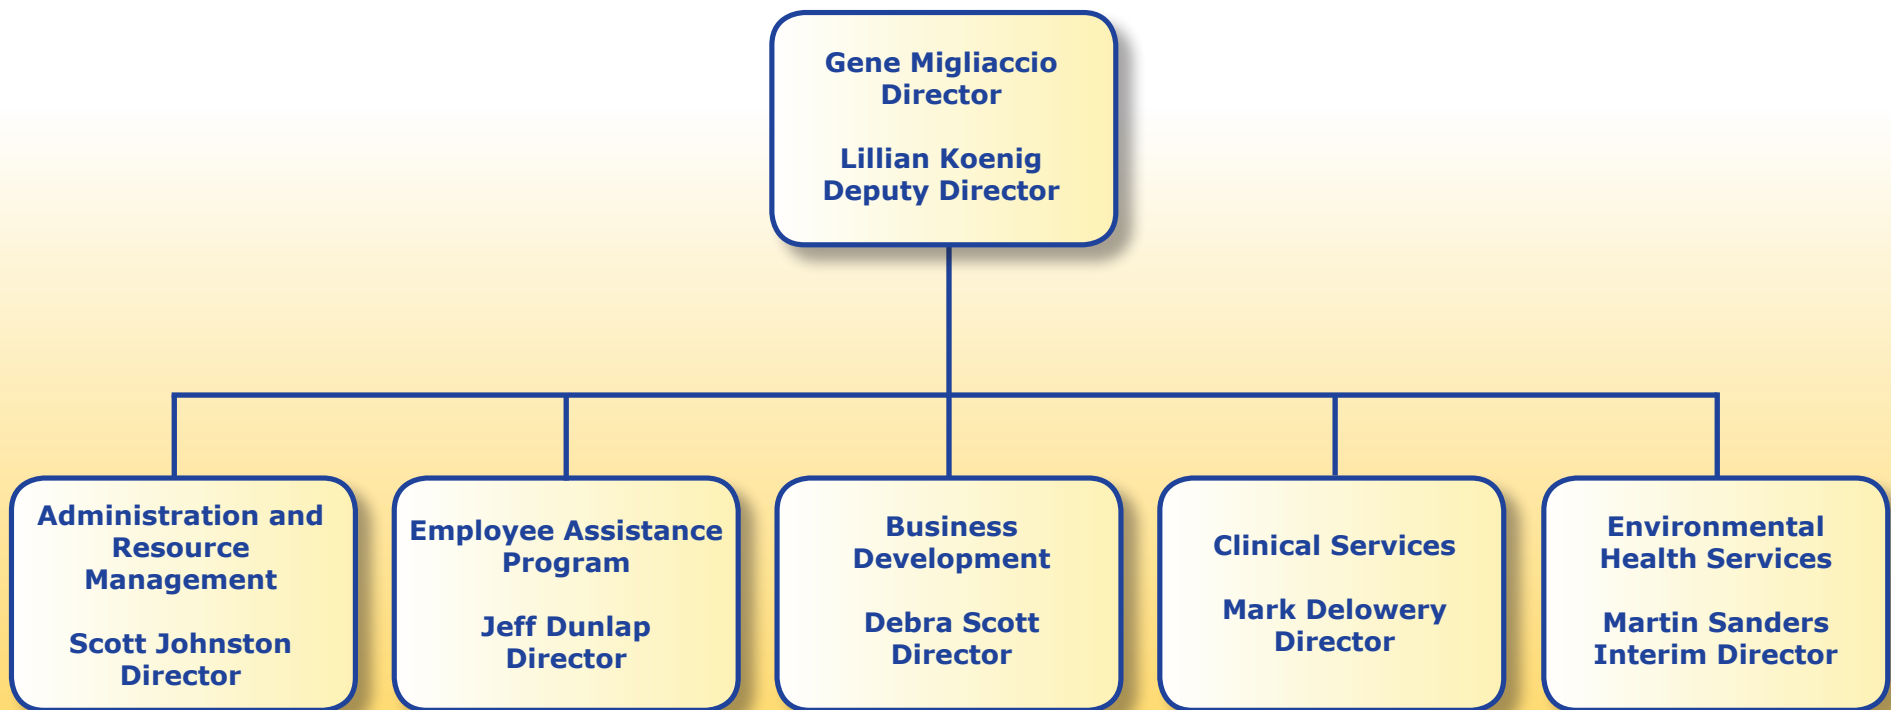 Gene Migliaccio
Director
Lillian Koenig
Deputy Director
Administration and
Resource
Management
Scott Johnston
Director
Employee Assistance
Program
Jeff Dunlap
Director
Business
Development
Debra Scott
Director
Clinical Services
Mark Delowery
Director
Environmental
Health Services
Martin Sanders
Interim Director